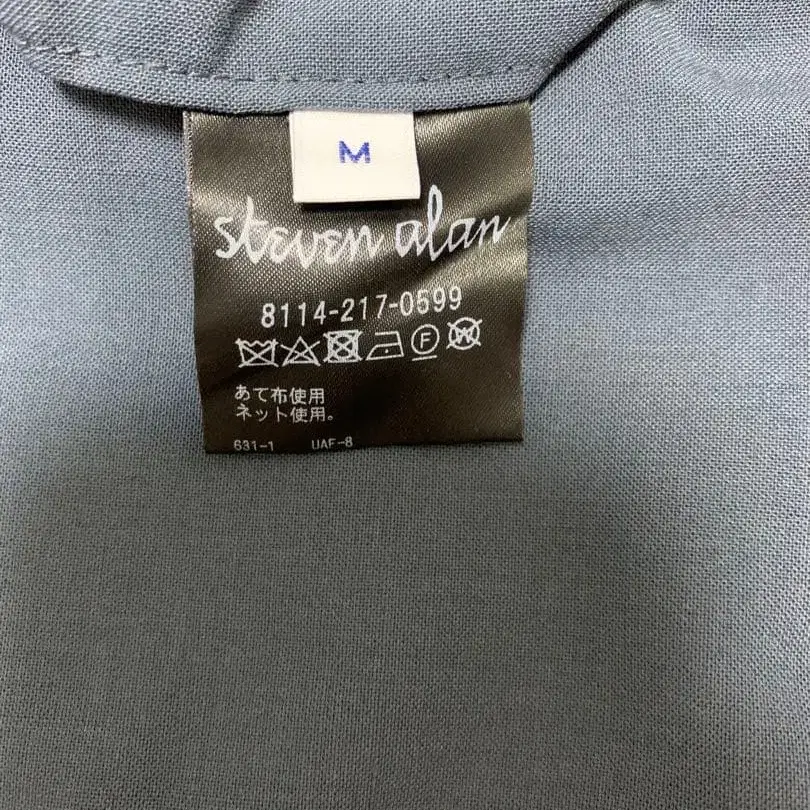 M
steven alan
8114-217-0599
F W
あて布使用
ネット使用。
631-1 UAF-8